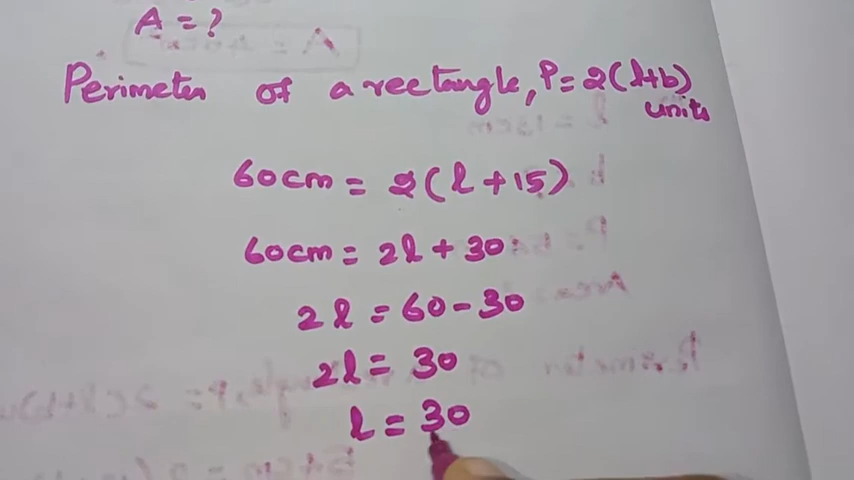 A = ?
Perimeter of a rectangle, P = 2(l+b) units
60cm = 2(l+15)
60cm = 2l + 30
2l = 60 - 30
2l = 30
l = 30